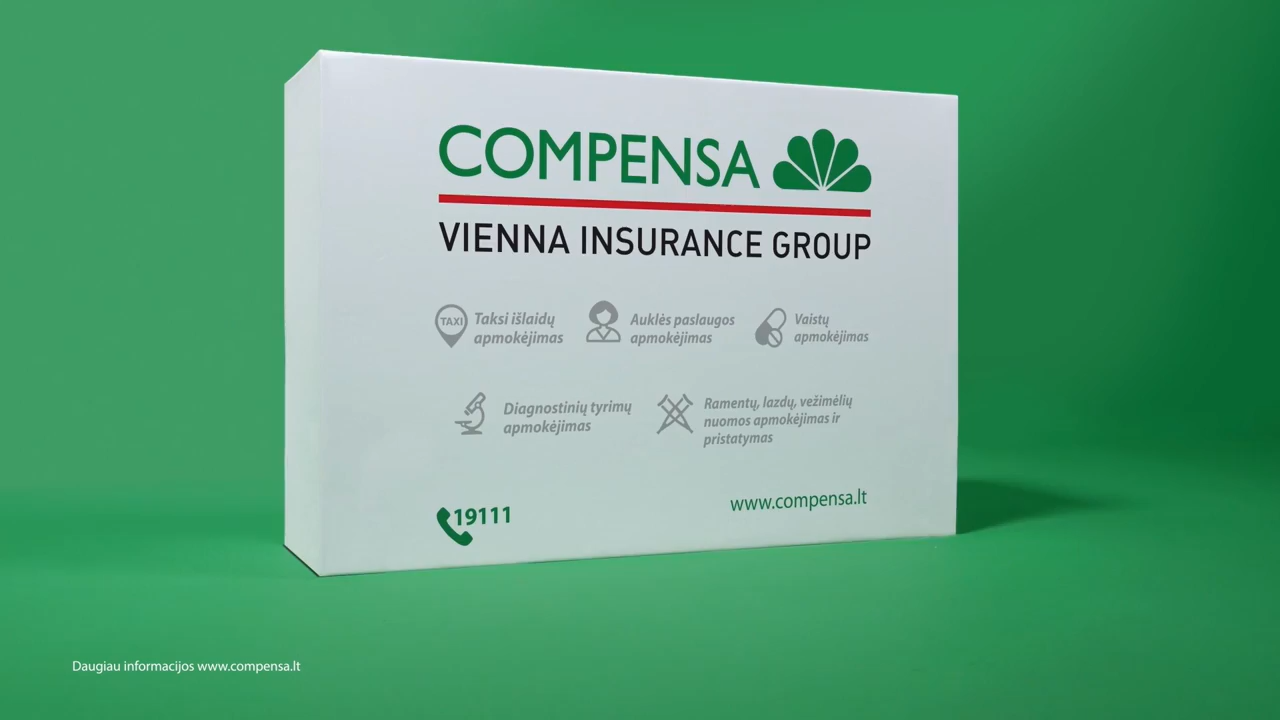 COMPENSA
VIENNA INSURANCE GROUP
TAXI
Taksi išlaidų
apmokėjimas
Auklės paslaugos
apmokėjimas
Vaistų
apmokėjimas
Diagnostinių tyrimų
apmokėjimas
Ramentų, lazdų, vežimėlių
nuomos apmokėjimas ir
pristatymas
19111
www.compensa.lt
Daugiau informacijos www.compensa.lt